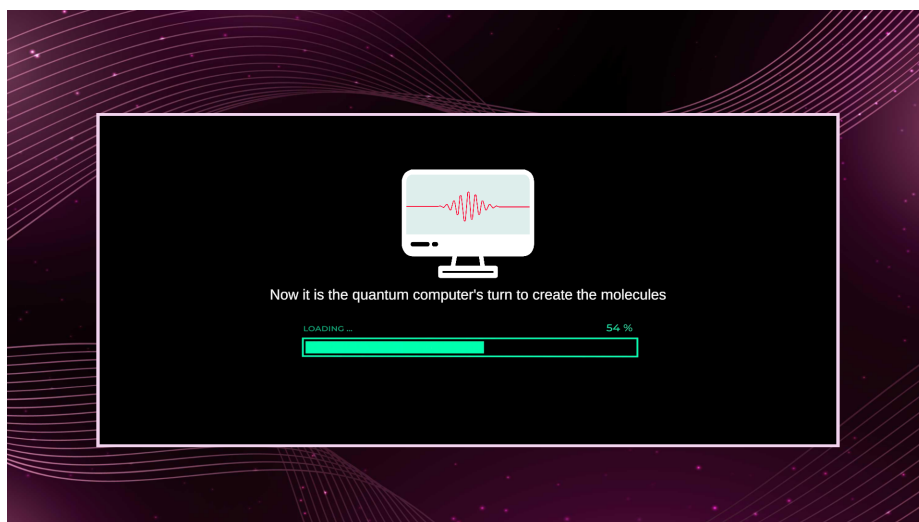 Now it is the quantum computer's turn to create the molecules
LOADING ... 54 %